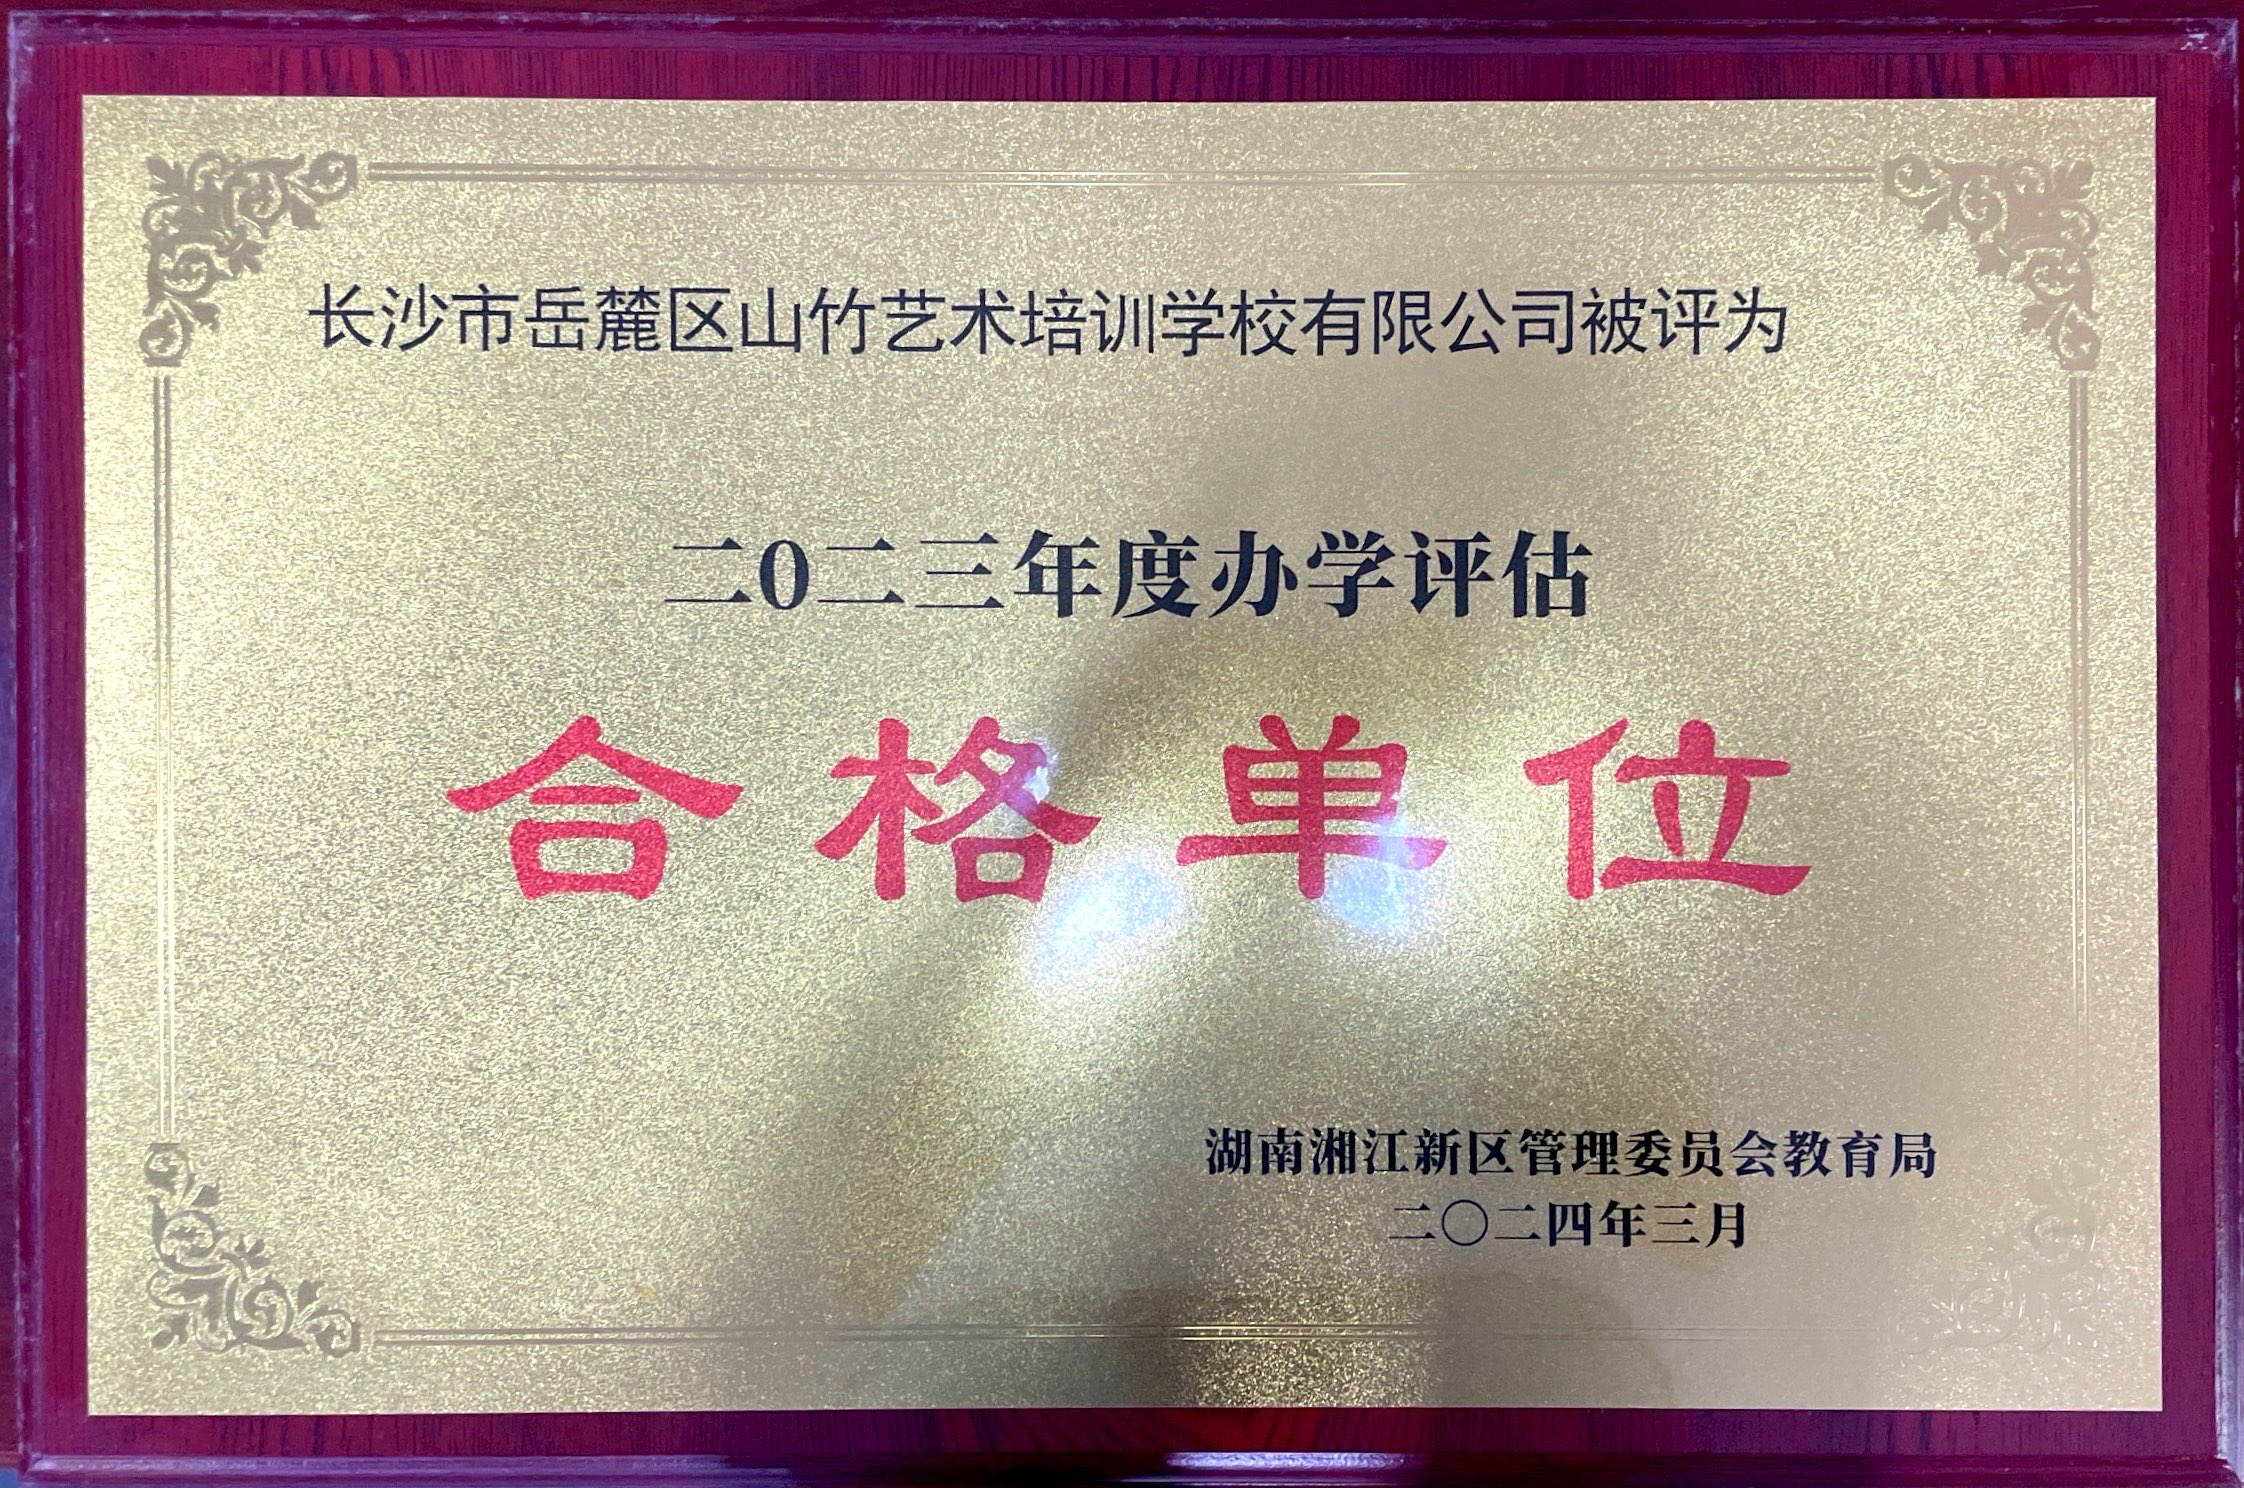 长沙市岳麓区山竹艺术培训学校有限公司被评为
二0二三年度办学评估
合格单位
湖南湘江新区管理委员会教育局
二〇二四年三月